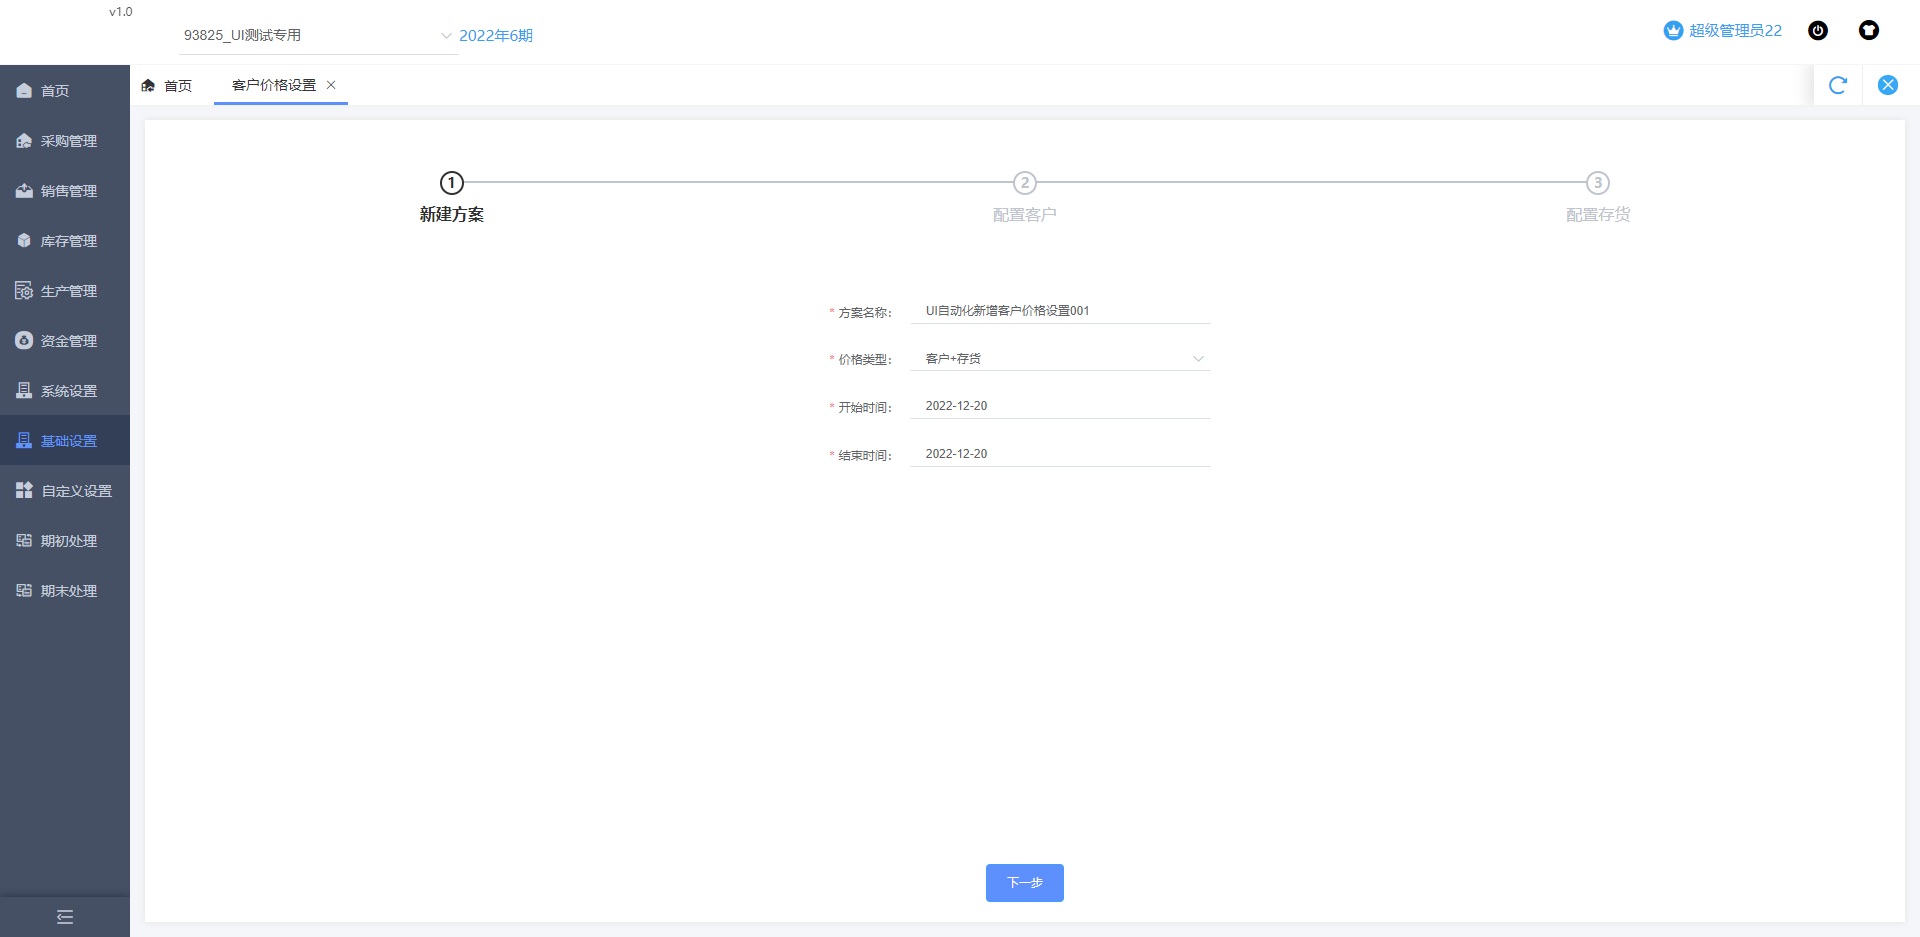 v1.0
93825_UI测试专用
2022年6期
超级管理员22
首页
采购管理
销售管理
库存管理
生产管理
资金管理
系统设置
基础设置
自定义设置
期初处理
期末处理
首页
客户价格设置
1
2
3
新建方案
配置客户
配置存货
* 方案名称: UI自动化新增客户价格设置001
* 价格类型: 客户+存货
* 开始时间: 2022-12-20
* 结束时间: 2022-12-20
下一步